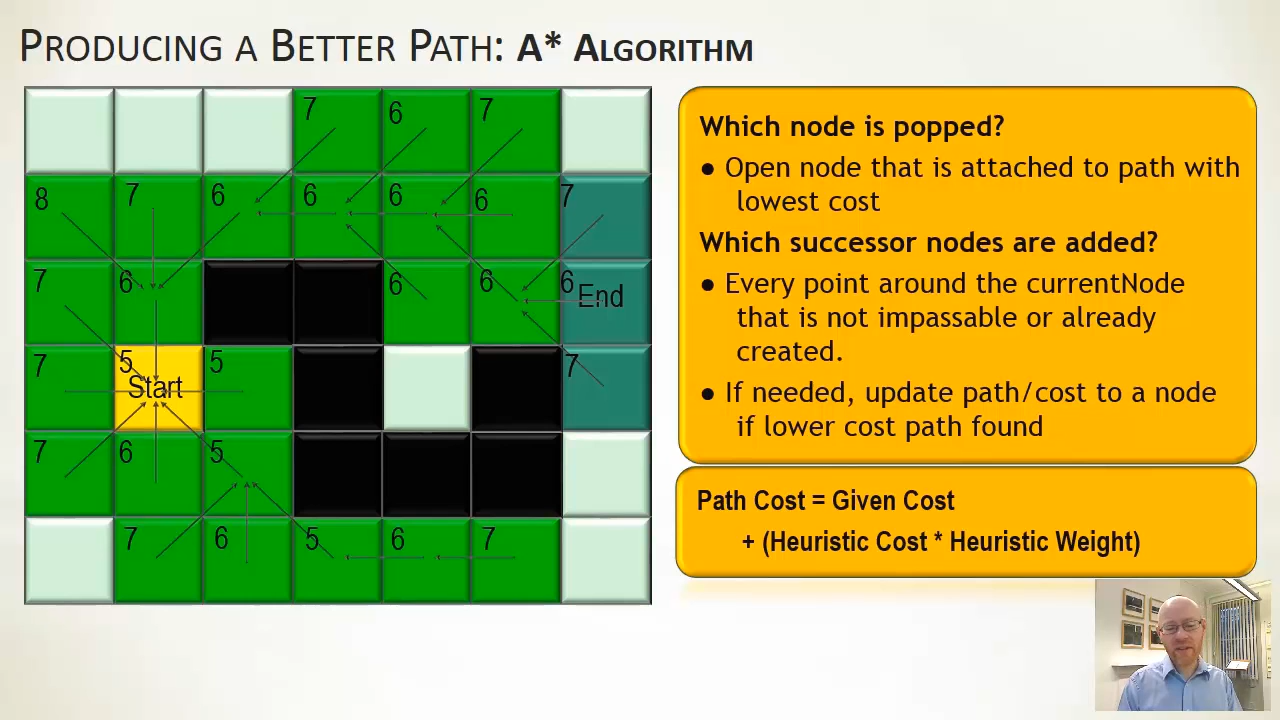 PRODUCING A BETTER PATH: A* ALGORITHM
7 6 7
8 7 6 6 6 6 7
7 6 6 6 6 End
7 5 Start 5 7
7 6 5
7 6 5 6 7
Which node is popped?
● Open node that is attached to path with
lowest cost
Which successor nodes are added?
● Every point around the currentNode
that is not impassable or already
created.
● If needed, update path/cost to a node
if lower cost path found
Path Cost = Given Cost
+ (Heuristic Cost * Heuristic Weight)